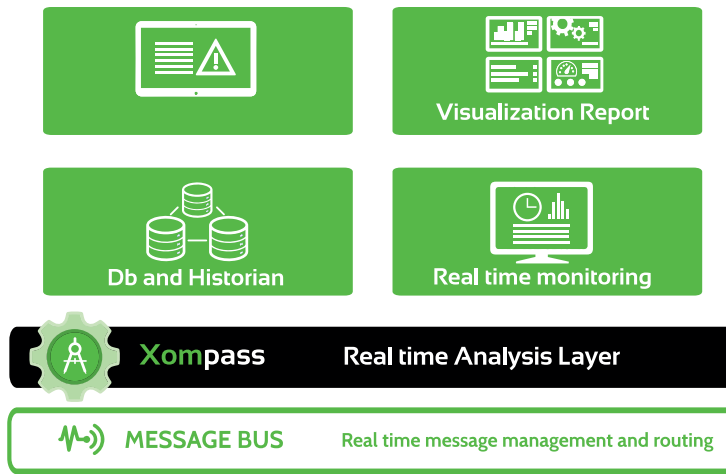 Visualization Report
Db and Historian
Real time monitoring
Xompass Real time Analysis Layer
MESSAGE BUS Real time message management and routing